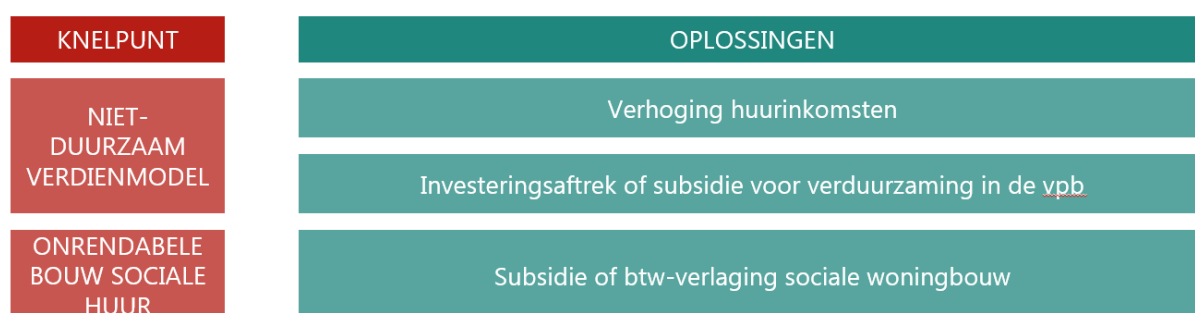 KNELPUNT
OPLOSSINGEN
NIET-
DUURZAAM
VERDIENMODEL
Verhoging huurinkomsten
Investeringsaftrek of subsidie voor verduurzaming in de vpb
ONRENDABELE
BOUW SOCIALE
HUUR
Subsidie of btw-verlaging sociale woningbouw